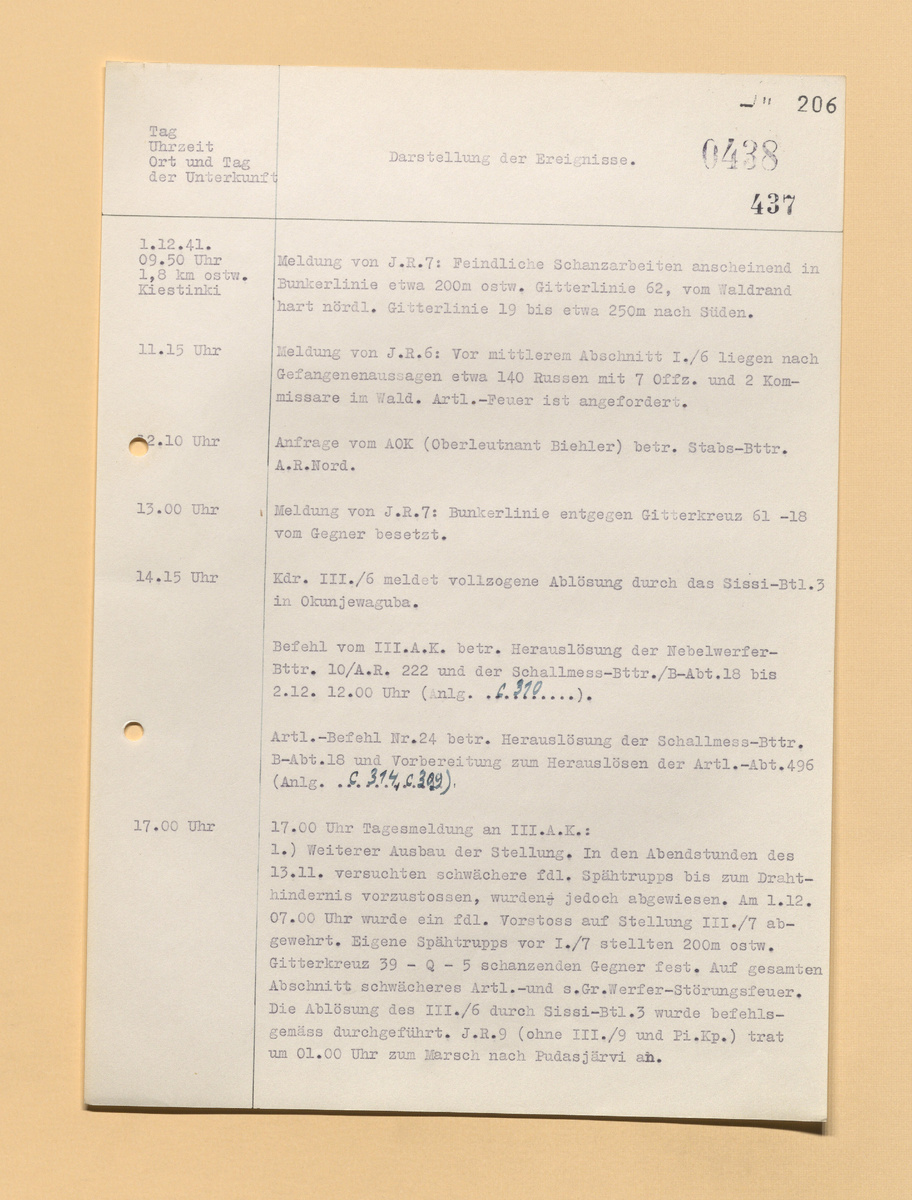 206
Tag
Uhrzeit
Ort und Tag
der Unterkunft
Darstellung der Ereignisse.
0438
437
1.12.41.
09.50 Uhr
1,8 km ostw.
Kiestinki
Meldung von J.R.7: Feindliche Schanzarbeiten anscheinend in
Bunkerlinie etwa 200m ostw. Gitterlinie 62, vom Waldrand
hart nördl. Gitterlinie 19 bis etwa 250m nach Süden.
11.15 Uhr
Meldung von J.R.6: Vor mittlerem Abschnitt I./6 liegen nach
Gefangenenaussagen etwa 140 Russen mit 7 Offz. und 2 Kom-
missare im Wald. Artl.-Feuer ist angefordert.
12.10 Uhr
Anfrage vom AOK (Oberleutnant Biehler) betr. Stabs-Bttr.
A.R.Nord.
13.00 Uhr
Meldung von J.R.7: Bunkerlinie entgegen Gitterkreuz 61 -18
vom Gegner besetzt.
14.15 Uhr
Kdr. III./6 meldet vollzogene Ablösung durch das Sissi-Btl.3
in Okunjewaguba.
Befehl vom III.A.K. betr. Herauslösung der Nebelwerfer-
Bttr. 10/A.R. 222 und der Schallmess-Bttr./B-Abt.18 bis
2.12. 12.00 Uhr (Anlg. .C.310....).
Artl.-Befehl Nr.24 betr. Herauslösung der Schallmess-Bttr.
B-Abt.18 und Vorbereitung zum Herauslösen der Artl.-Abt.496
(Anlg. .C.314,C.309).
17.00 Uhr
17.00 Uhr Tagesmeldung an III.A.K.:
1.) Weiterer Ausbau der Stellung. In den Abendstunden des
13.11. versuchten schwächere fdl. Spähtrupps bis zum Draht-
hindernis vorzustossen, wurden jedoch abgewiesen. Am 1.12.
07.00 Uhr wurde ein fdl. Vorstoss auf Stellung III./7 ab-
gewehrt. Eigene Spähtrupps vor I./7 stellten 200m ostw.
Gitterkreuz 39 - Q - 5 schanzenden Gegner fest. Auf gesamten
Abschnitt schwächeres Artl.-und s.Gr.Werfer-Störungsfeuer.
Die Ablösung des III./6 durch Sissi-Btl.3 wurde befehls-
gemäss durchgeführt. J.R.9 (ohne III./9 und Pi.Kp.) trat
um 01.00 Uhr zum Marsch nach Pudasjärvi an.